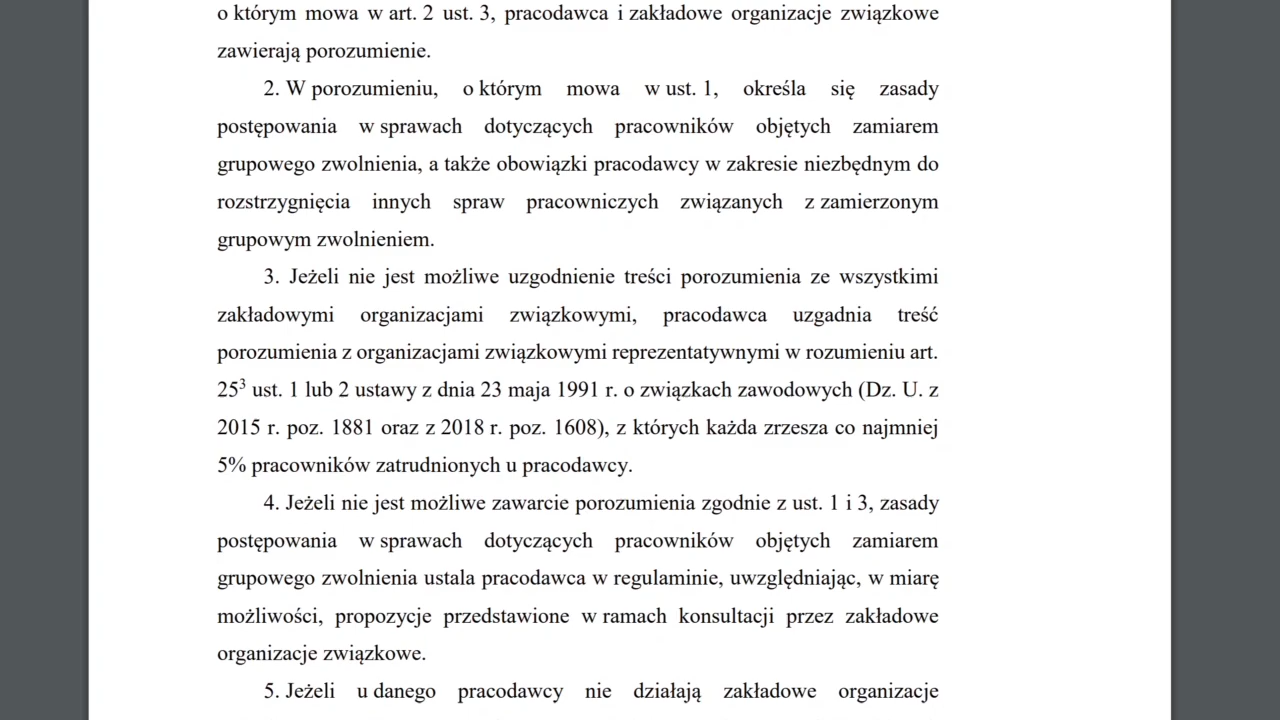 o którym mowa w art. 2 ust. 3, pracodawca i zakładowe organizacje związkowe
zawierają porozumienie.
2. W porozumieniu, o którym mowa w ust. 1, określa się zasady
postępowania w sprawach dotyczących pracowników objętych zamiarem
grupowego zwolnienia, a także obowiązki pracodawcy w zakresie niezbędnym do
rozstrzygnięcia innych spraw pracowniczych związanych z zamierzonym
grupowym zwolnieniem.
3. Jeżeli nie jest możliwe uzgodnienie treści porozumienia ze wszystkimi
zakładowymi organizacjami związkowymi, pracodawca uzgadnia treść
porozumienia z organizacjami związkowymi reprezentatywnymi w rozumieniu art.
25³ ust. 1 lub 2 ustawy z dnia 23 maja 1991 r. o związkach zawodowych (Dz. U. z
2015 r. poz. 1881 oraz z 2018 r. poz. 1608), z których każda zrzesza co najmniej
5% pracowników zatrudnionych u pracodawcy.
4. Jeżeli nie jest możliwe zawarcie porozumienia zgodnie z ust. 1 i 3, zasady
postępowania w sprawach dotyczących pracowników objętych zamiarem
grupowego zwolnienia ustala pracodawca w regulaminie, uwzględniając, w miarę
możliwości, propozycje przedstawione w ramach konsultacji przez zakładowe
organizacje związkowe.
5. Jeżeli u danego pracodawcy nie działają zakładowe organizacje